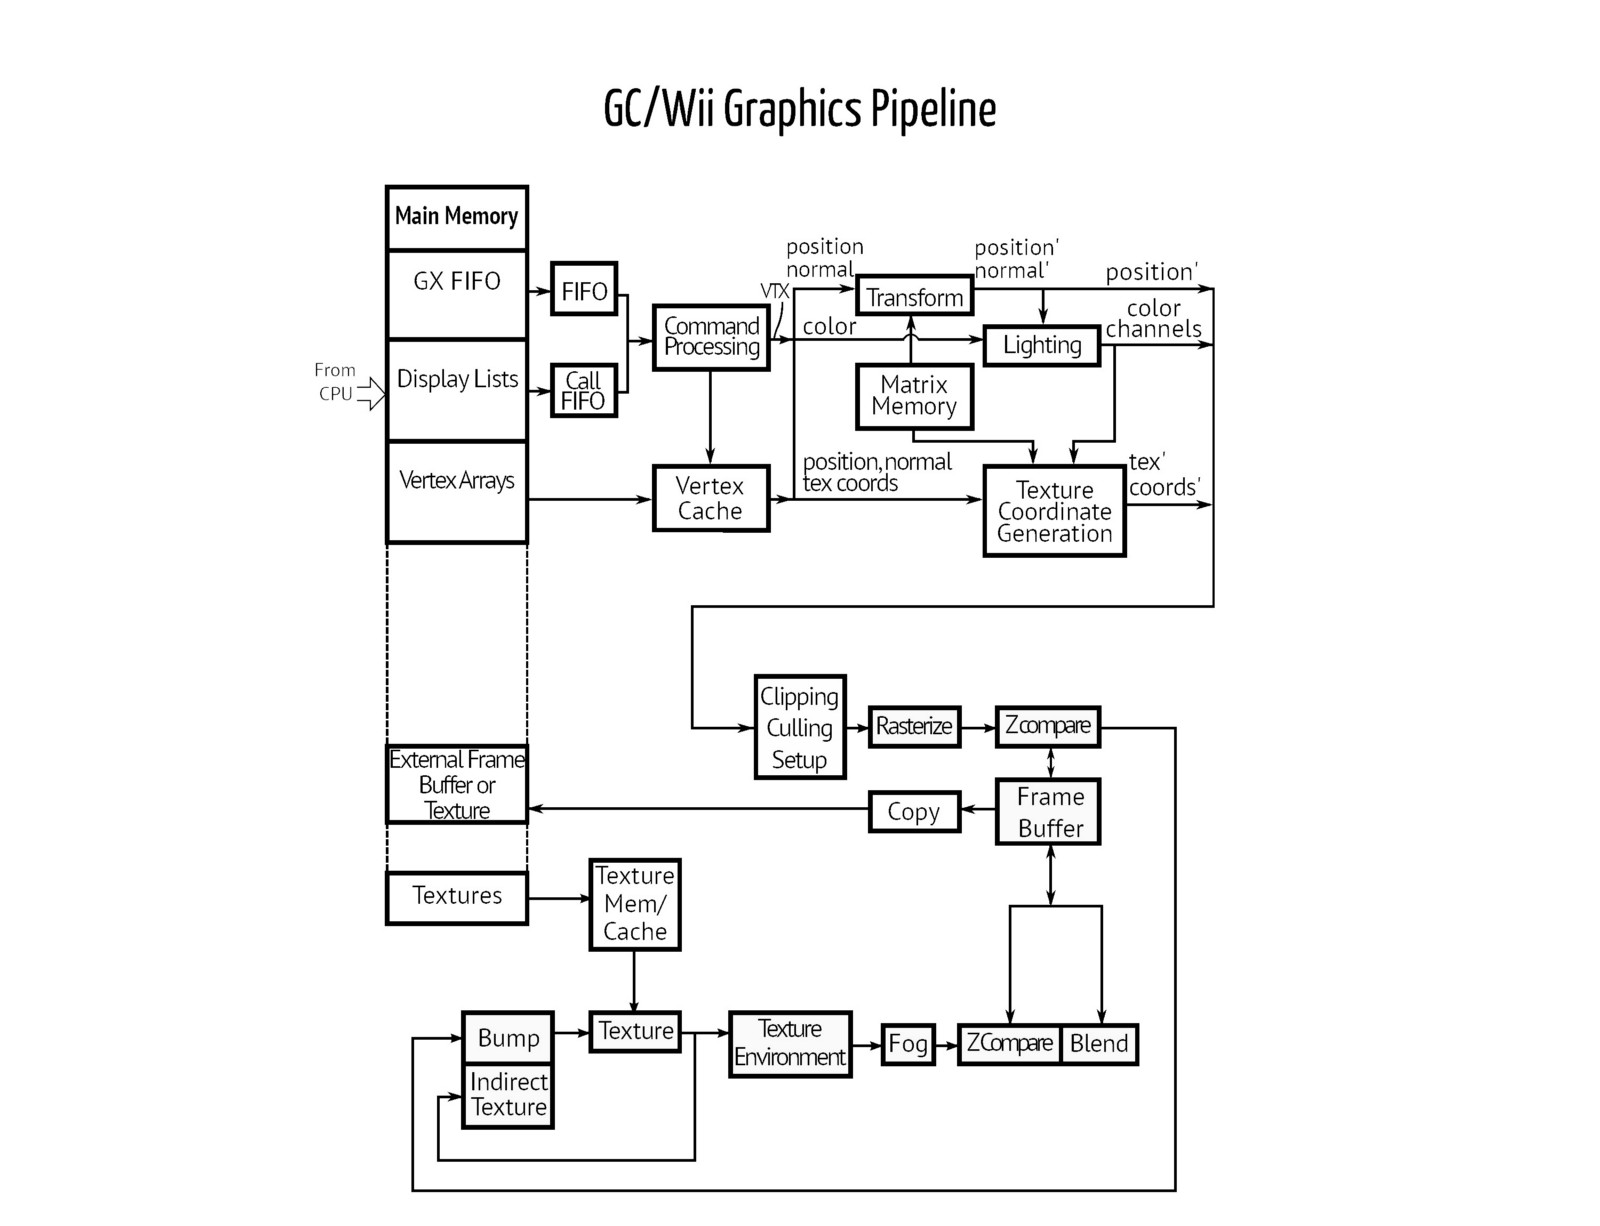 GC/Wii Graphics Pipeline
Main Memory
GX FIFO
Display Lists
Vertex Arrays
From
CPU
FIFO
Call
FIFO
Command
Processing
Vertex
Cache
VTX
position
normal
color
position, normal
tex coords
Transform
Matrix
Memory
position'
normal'
Lighting
position'
color
channels
Texture
Coordinate
Generation
tex'
coords'
Clipping
Culling
Setup
Rasterize
Zcompare
Frame
Buffer
Copy
External Frame
Buffer or
Texture
Textures
Texture
Mem/
Cache
Bump
Indirect
Texture
Texture
Texture
Environment
Fog
ZCompare
Blend